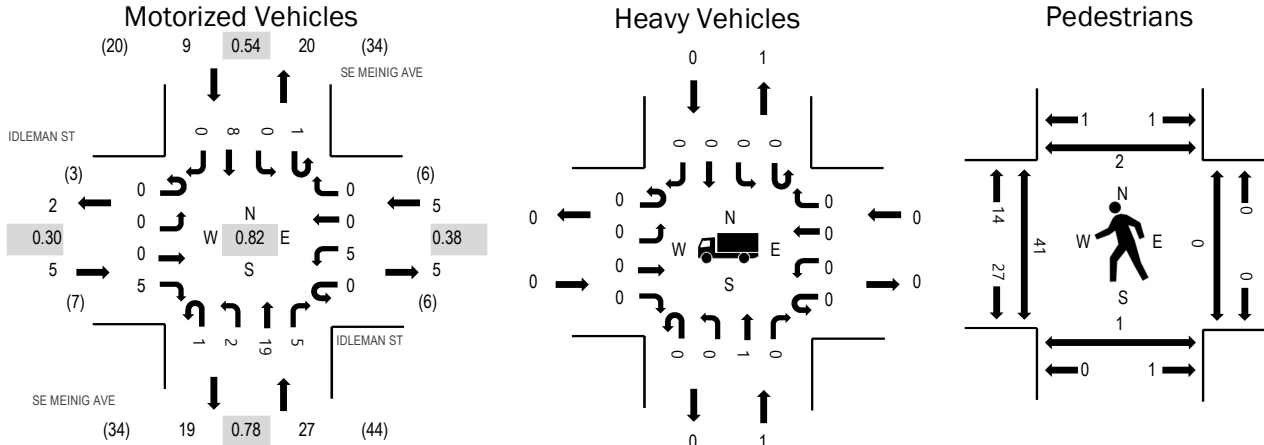 Motorized Vehicles
(20) 9 0.54 20 (34)
SE MEINIG AVE
IDLEMAN ST
0 8 0 1
(3)
2
0.30
5
(7)
0
0
0
5
N
W 0.82 E
S
0
0
5
0
(6)
5
0.38
5
(6)
1 2 19 5
IDLEMAN ST
SE MEINIG AVE
(34) 19 0.78 27 (44)
Heavy Vehicles
0 1
0 0 0 0
0
0
0
0
0
0
N
W E
S
0
0
0
0
0
0
0 0 1 0
0 1
Pedestrians
1 1
2
14
27
41
N
W E
S
0
0
0
1
0 1